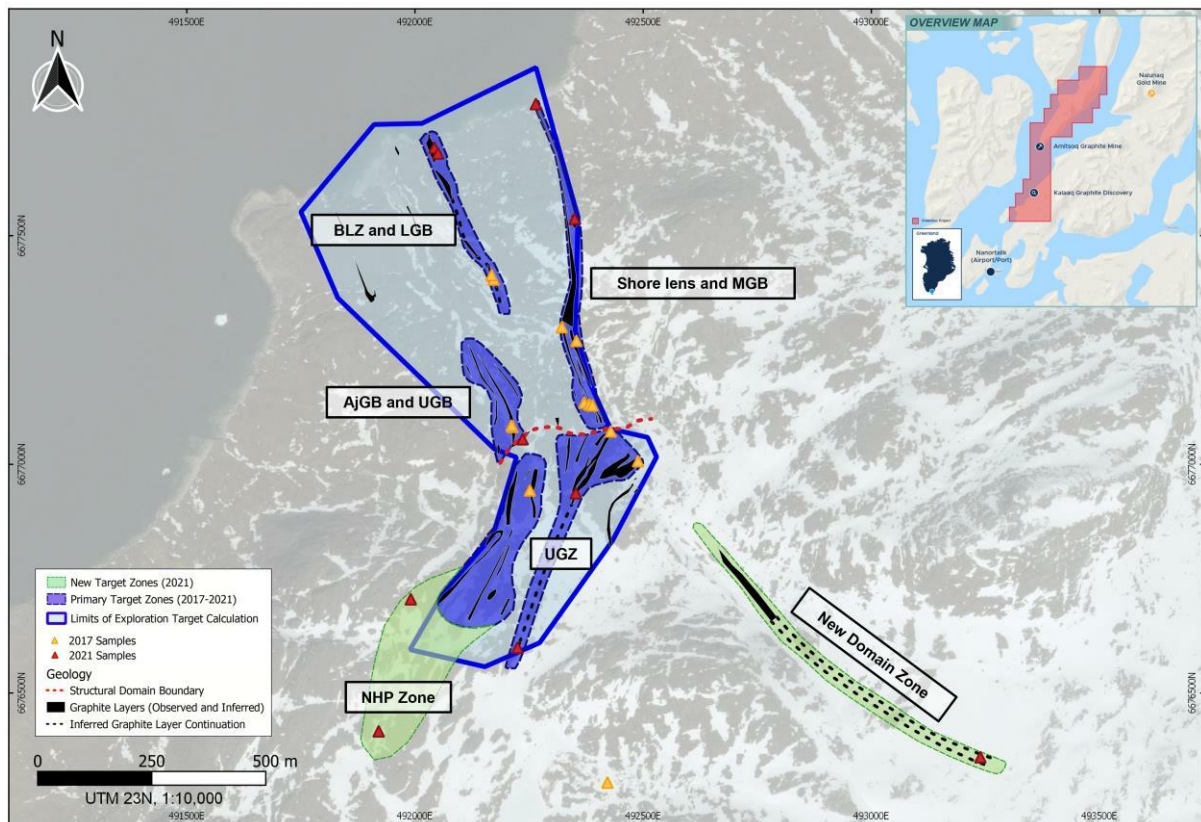 491500E
492000E
492500E
493000E
N
OVERVIEW MAP
Nalunaq
Gold Mine
Amitsoq Graphite Mine
Kalaaq Graphite Discovery
Greenland
Nanortalik
(Airport/Port)
6677500N
6677500N
BLZ and LGB
Shore lens and MGB
AjGB and UGB
6677000N
6677000N
UGZ
New Domain Zone
NHP Zone
6676500N
6676500N
New Target Zones (2021)
Primary Target Zones (2017-2021)
Limits of Exploration Target Calculation
2017 Samples
2021 Samples
Geology
Structural Domain Boundary
Graphite Layers (Observed and Inferred)
Inferred Graphite Layer Continuation
0 250 500 m
UTM 23N, 1:10,000
491500E
492000E
492500E
493000E
493500E